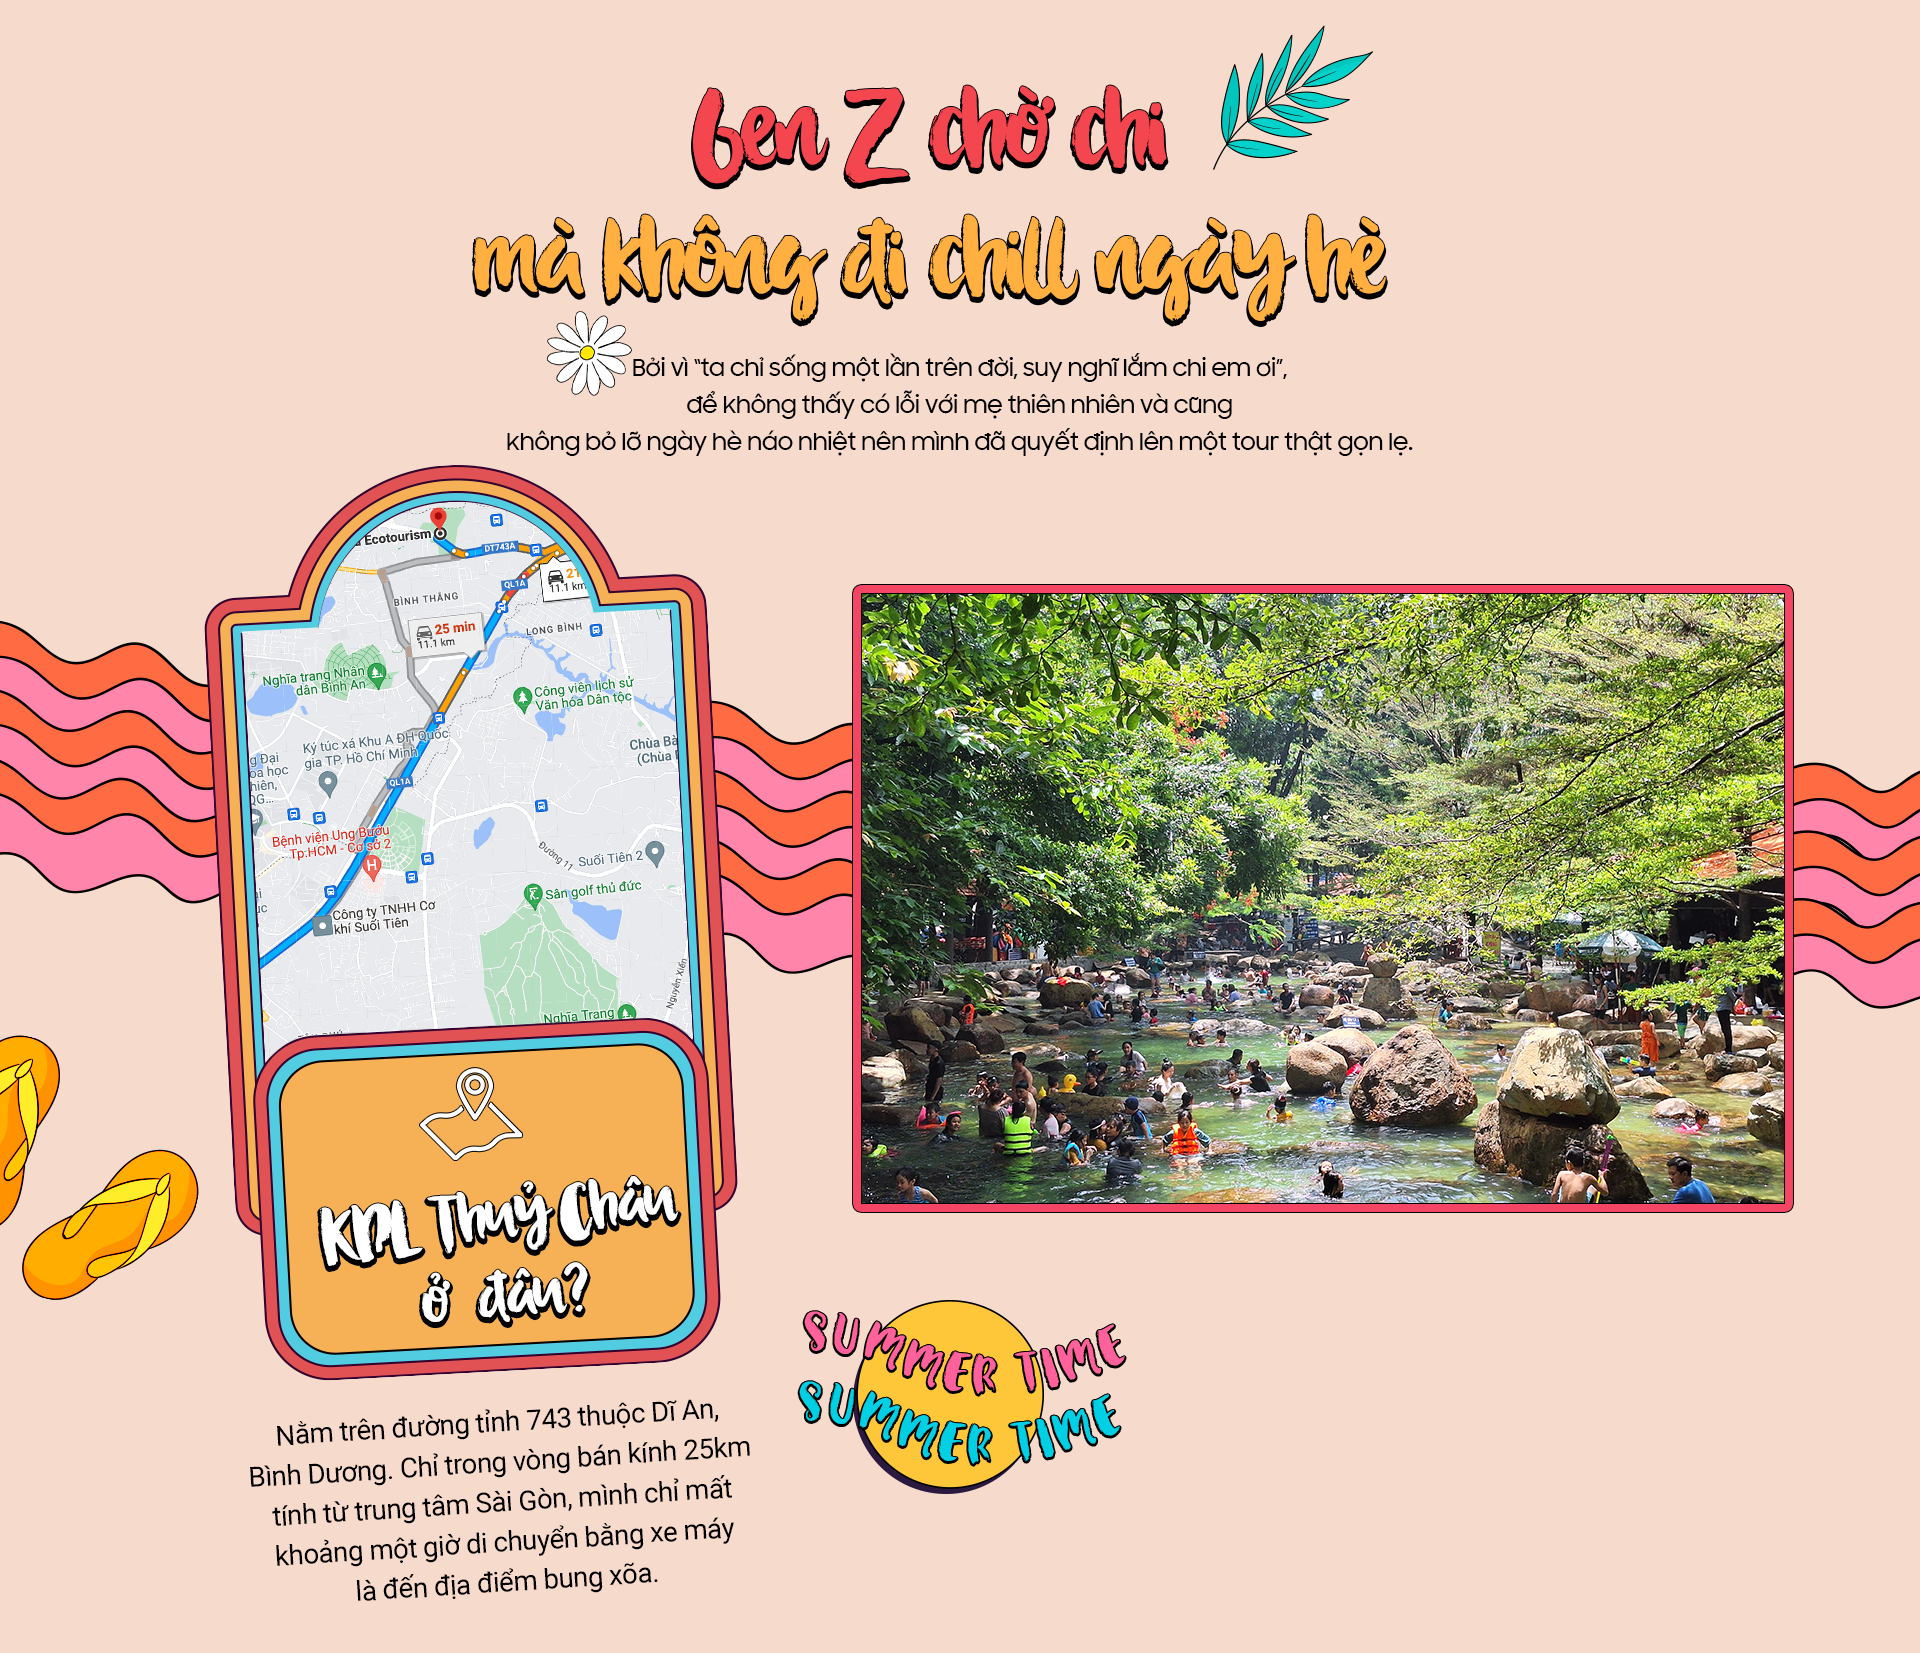 Gen Z chờ chi
mà không đi chill ngày hè
Bởi vì “ta chỉ sống một lần trên đời, suy nghĩ lắm chi em ơi”,
để không thấy có lỗi với mẹ thiên nhiên và cũng
không bỏ lỡ ngày hè náo nhiệt nên mình đã quyết định lên một tour thật gọn lẹ.
Ecotourism
DT743A
QL1A
11.1 km
BÌNH THẮNG
25 min
11.1 km
LONG BÌNH
Nghĩa trang Nhân
dân Bình An
Công viên lịch sử
Văn hóa Dân tộc
Ký túc xá Khu A ĐH Quốc
gia TP. Hồ Chí Minh
Chùa
(Chùa
QL1A
Bệnh viện Ung Bướu
Tp.HCM - Cơ sở 2
Đường 11
Suối Tiên 2
Sân golf thủ đức
Công ty TNHH Cơ
khí Suối Tiên
Nguyễn Xiển
Nghĩa Trang
KDL Thuỷ Châu
ở đâu?
Nằm trên đường tỉnh 743 thuộc Dĩ An,
Bình Dương. Chỉ trong vòng bán kính 25km
tính từ trung tâm Sài Gòn, mình chỉ mất
khoảng một giờ di chuyển bằng xe máy
là đến địa điểm bung xõa.
SUMMER TIME
SUMMER TIME